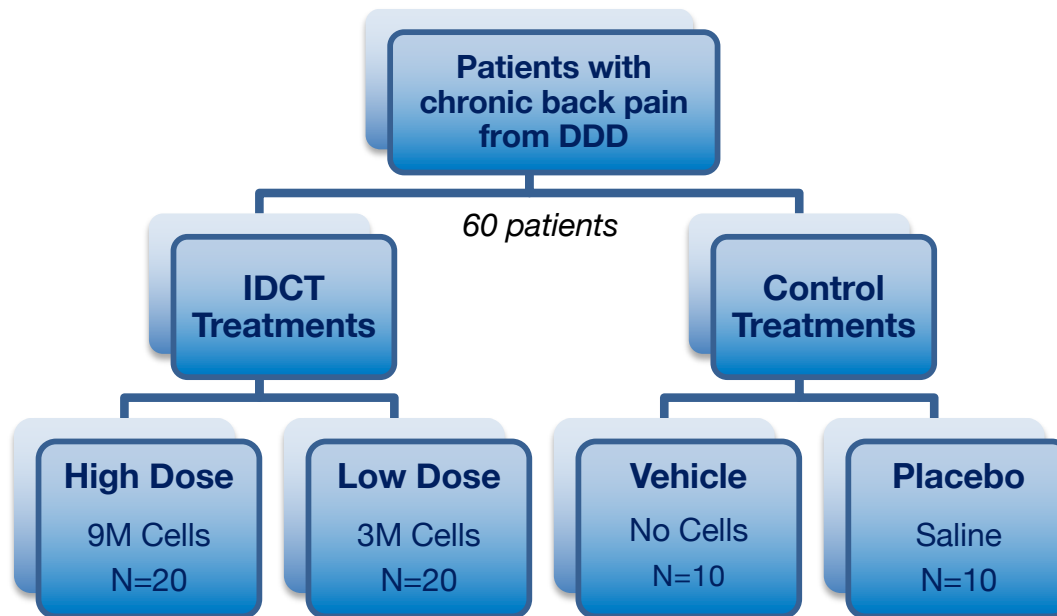 Patients with
chronic back pain
from DDD
60 patients
IDCT
Treatments
Control
Treatments
High Dose
9M Cells
N=20
Low Dose
3M Cells
N=20
Vehicle
No Cells
N=10
Placebo
Saline
N=10